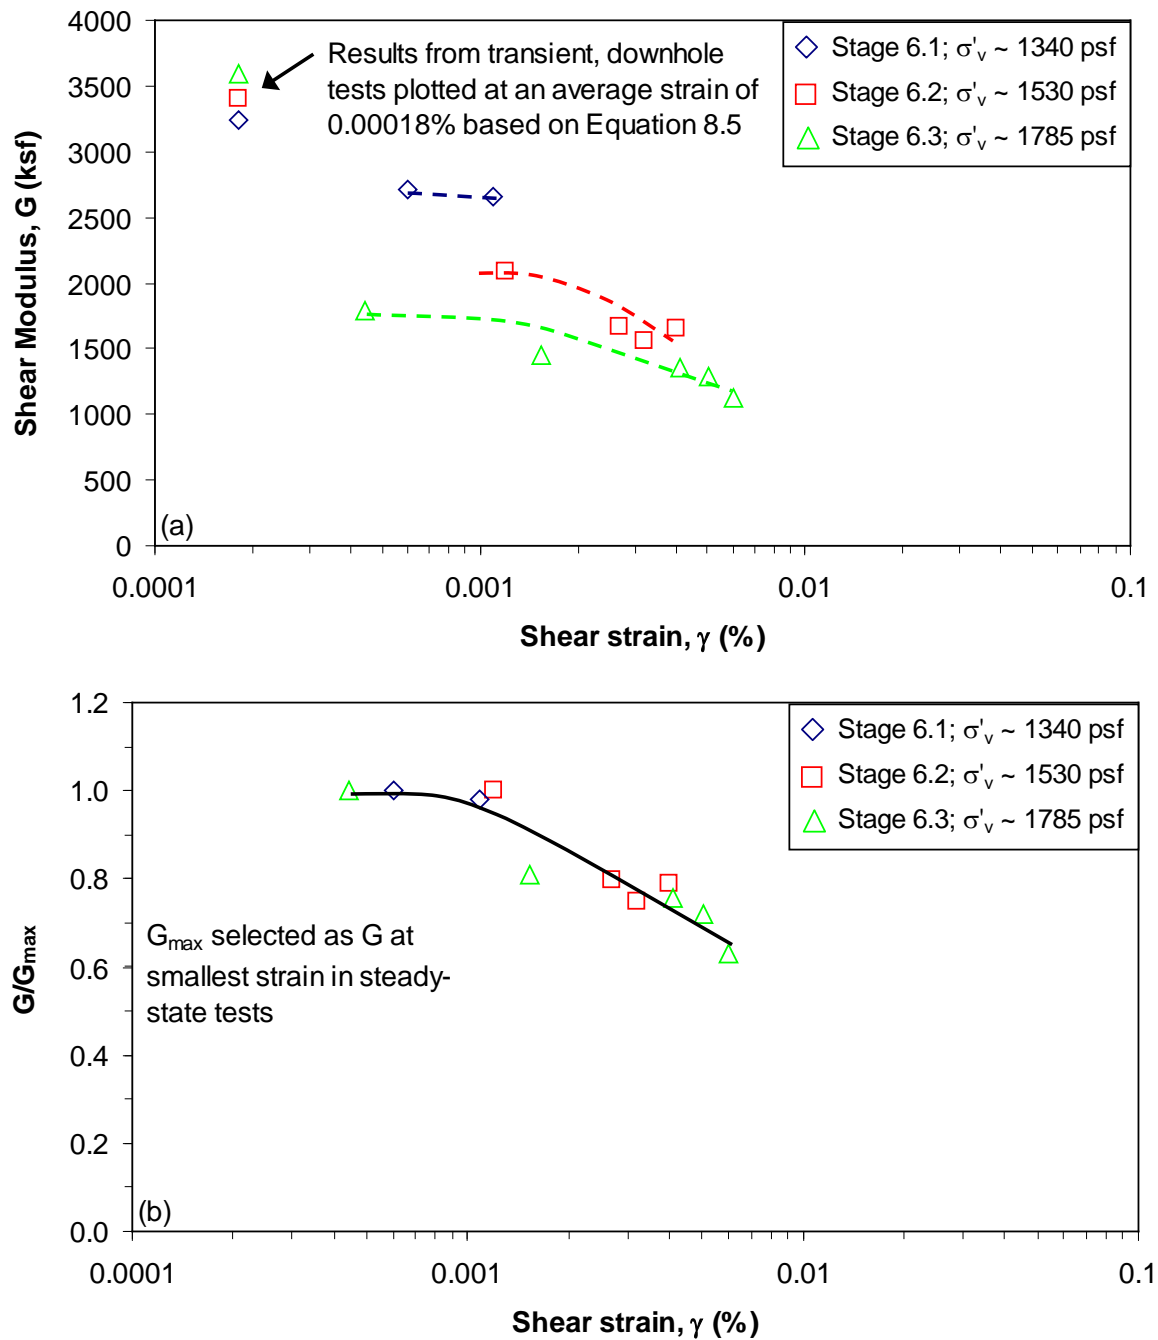 4000
3500
3000
2500
2000
1500
1000
500
0
Shear Modulus, G (ksf)
Results from transient, downhole
tests plotted at an average strain of
0.00018% based on Equation 8.5
Stage 6.1; σ'v ~ 1340 psf
Stage 6.2; σ'v ~ 1530 psf
Stage 6.3; σ'v ~ 1785 psf
(a)
0.0001 0.001 0.01 0.1
Shear strain, γ (%)
1.2
1.0
0.8
0.6
0.4
0.2
0.0
G/Gmax
Stage 6.1; σ'v ~ 1340 psf
Stage 6.2; σ'v ~ 1530 psf
Stage 6.3; σ'v ~ 1785 psf
Gmax selected as G at
smallest strain in steady-
state tests
(b)
0.0001 0.001 0.01 0.1
Shear strain, γ (%)